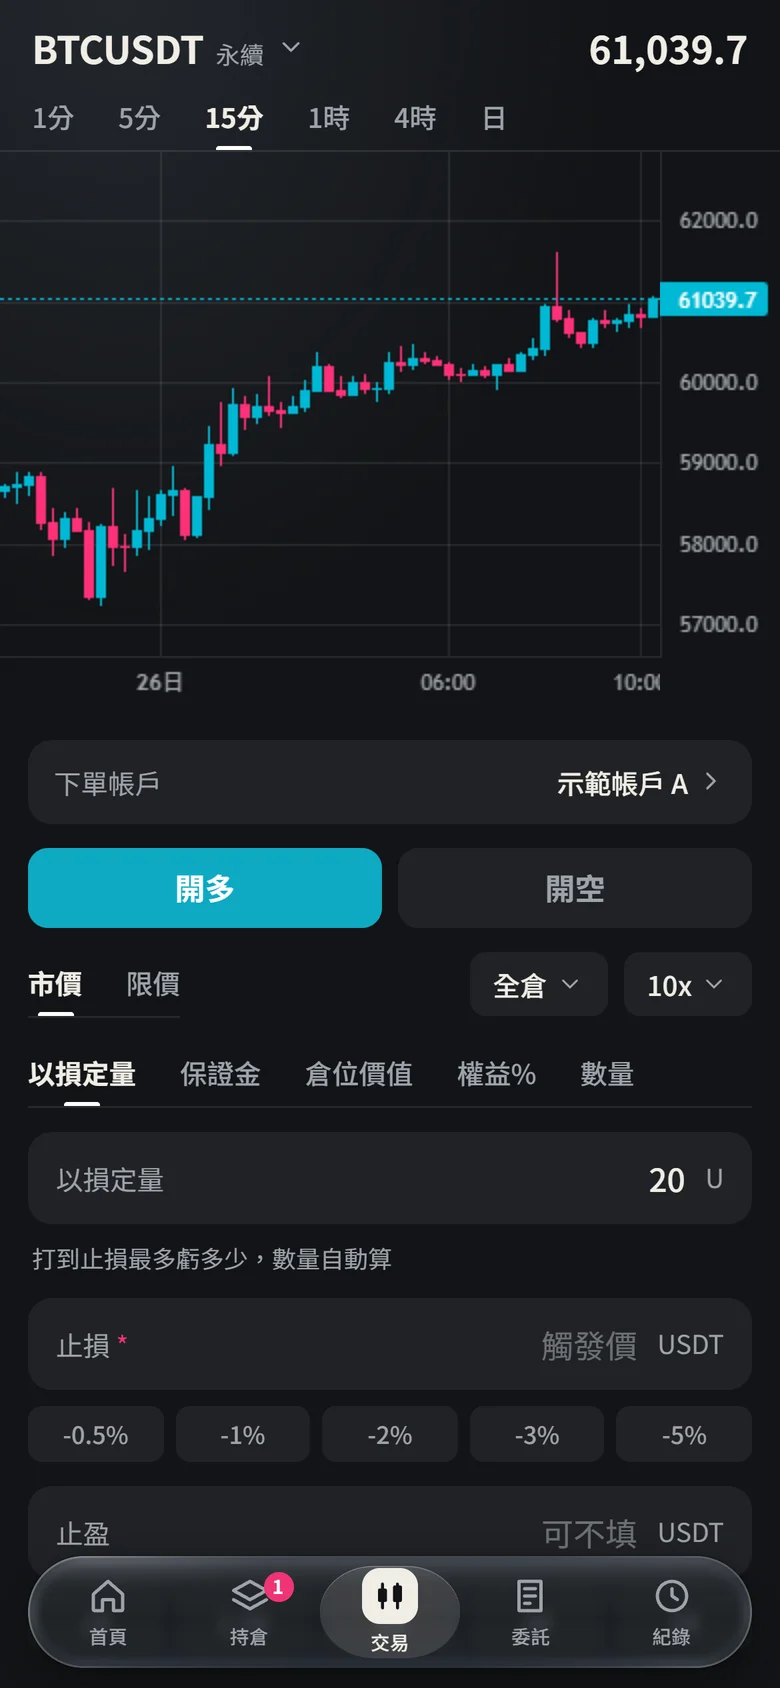 BTCUSDT 永續 61,039.7
1分 5分 15分 1時 4時 日
62000.0
61039.7
60000.0
59000.0
58000.0
57000.0
26日 06:00 10:00
下單帳戶 示範帳戶 A
開多 開空
市價 限價 全倉 10x
以損定量 保證金 倉位價值 權益% 數量
以損定量 20 U
打到止損最多虧多少，數量自動算
止損 * 觸發價 USDT
-0.5% -1% -2% -3% -5%
止盈 可不填 USDT
1
首頁 持倉 交易 委託 紀錄